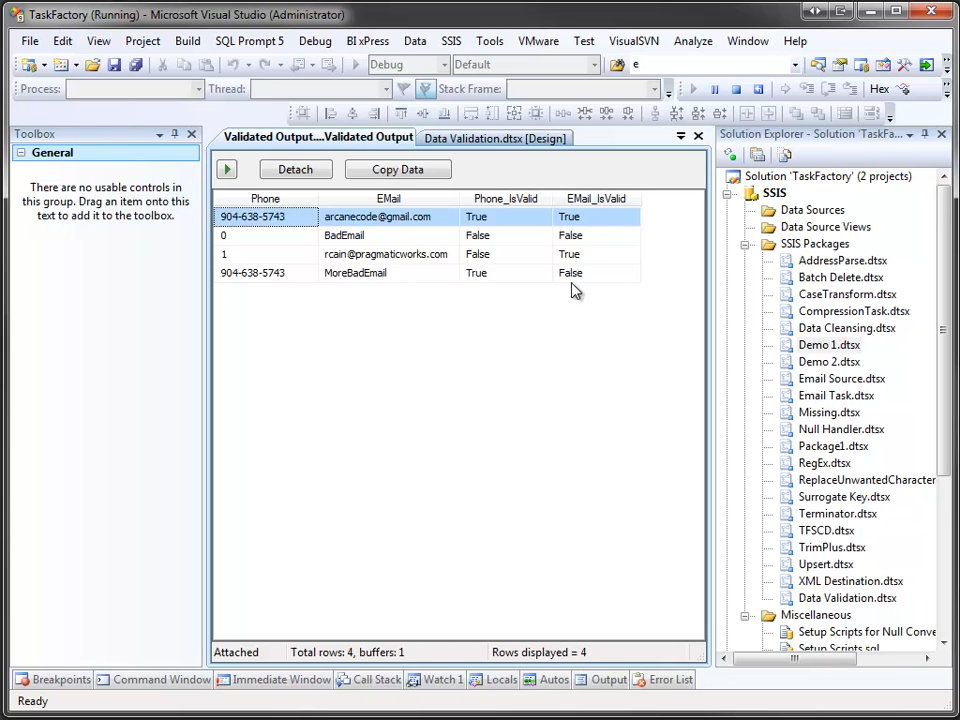 TaskFactory (Running) - Microsoft Visual Studio (Administrator)
File Edit View Project Build SQL Prompt 5 Debug BI xPress Data SSIS Tools VMware Test VisualSVN Analyze Window Help
Debug Default e
Process: Thread: Stack Frame: Hex
Toolbox
General
There are no usable controls in
this group. Drag an item onto this
text to add it to the toolbox.
Validated Output....Validated Output Data Validation.dtsx [Design]
Detach Copy Data
Phone EMail Phone_IsValid EMail_IsValid
904-638-5743 arcanecode@gmail.com True True
0 BadEmail False False
1 rcain@pragmaticworks.com False True
904-638-5743 MoreBadEmail True False
Attached Total rows: 4, buffers: 1 Rows displayed = 4
Solution Explorer - Solution 'TaskFa...
Solution 'TaskFactory' (2 projects)
SSIS
Data Sources
Data Source Views
SSIS Packages
AddressParse.dtsx
Batch Delete.dtsx
CaseTransform.dtsx
CompressionTask.dtsx
Data Cleansing.dtsx
Demo 1.dtsx
Demo 2.dtsx
Email Source.dtsx
Email Task.dtsx
Missing.dtsx
Null Handler.dtsx
Package1.dtsx
RegEx.dtsx
ReplaceUnwantedCharacter
Surrogate Key.dtsx
Terminator.dtsx
TFSCD.dtsx
TrimPlus.dtsx
Upsert.dtsx
XML Destination.dtsx
Data Validation.dtsx
Miscellaneous
Setup Scripts for Null Conve
Setup Scripts.sql
Breakpoints Command Window Immediate Window Call Stack Watch 1 Locals Autos Output Error List
Ready